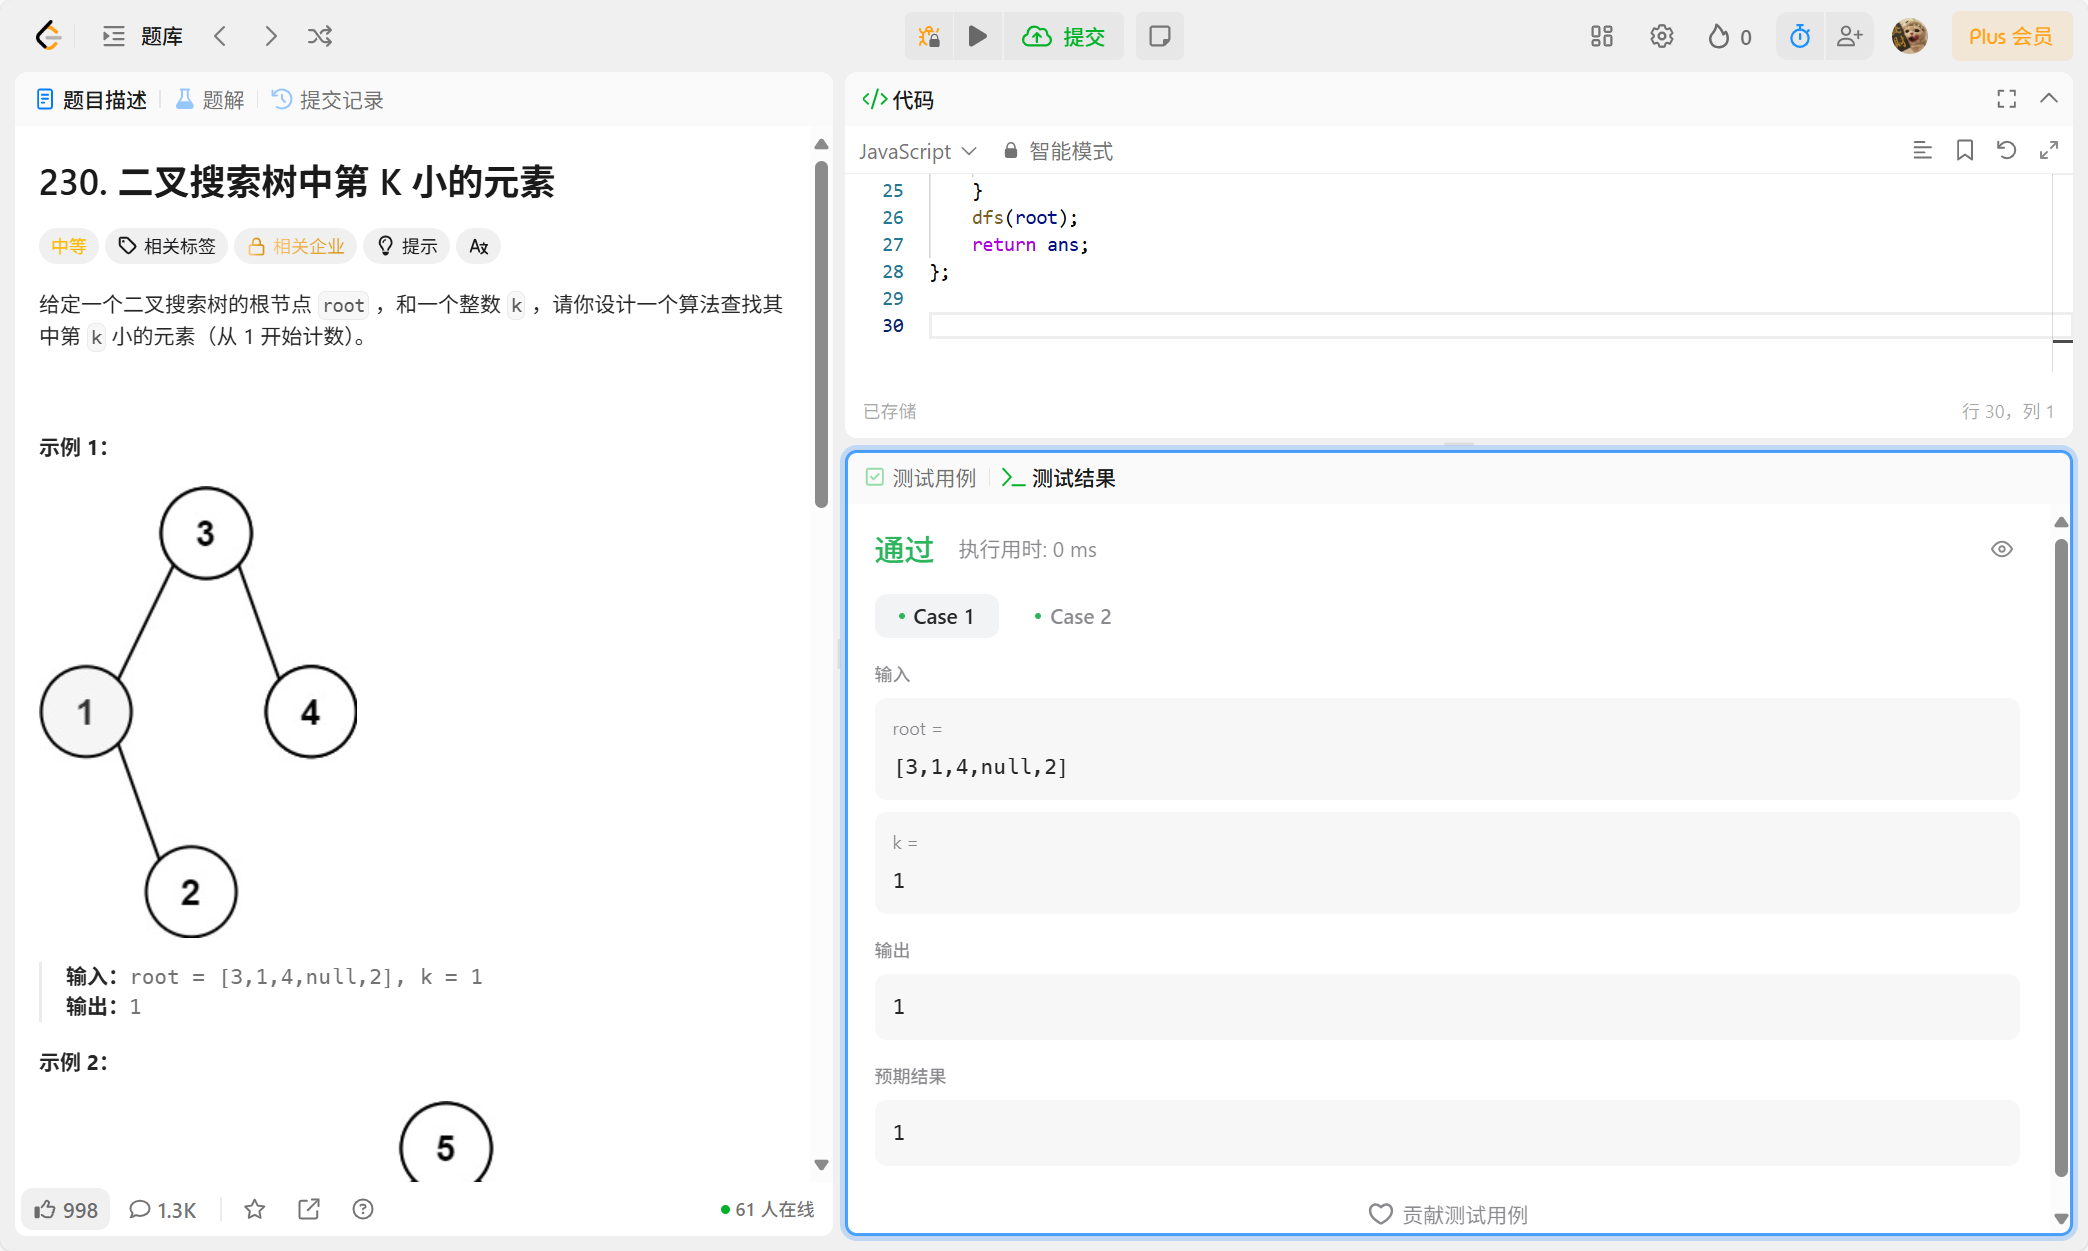 题库
提交
0
Plus 会员
题目描述
题解
提交记录
230. 二叉搜索树中第 K 小的元素
中等
相关标签
相关企业
提示
给定一个二叉搜索树的根节点 root ，和一个整数 k ，请你设计一个算法查找其
中第 k 小的元素（从 1 开始计数）。
示例 1：
3
1
4
2
输入：root = [3,1,4,null,2], k = 1
输出：1
示例 2：
5
998
1.3K
61 人在线
</>代码
JavaScript
智能模式
25 }
26 dfs(root);
27 return ans;
28 };
29
30
已存储
行 30，列 1
测试用例
测试结果
通过
执行用时: 0 ms
Case 1
Case 2
输入
root =
[3,1,4,null,2]
k =
1
输出
1
预期结果
1
贡献测试用例